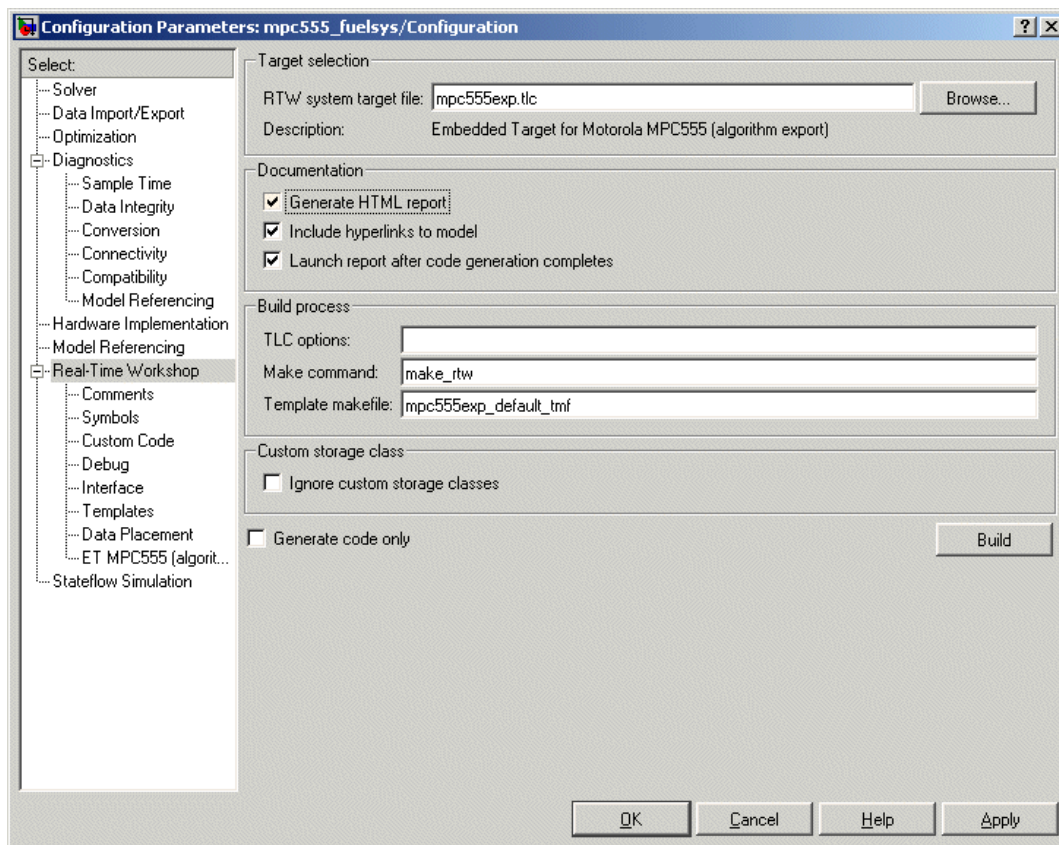 Configuration Parameters: mpc555_fuelsys/Configuration
Select:
Solver
Data Import/Export
Optimization
Diagnostics
Sample Time
Data Integrity
Conversion
Connectivity
Compatibility
Model Referencing
Hardware Implementation
Model Referencing
Real-Time Workshop
Comments
Symbols
Custom Code
Debug
Interface
Templates
Data Placement
ET MPC555 (algorit...
Stateflow Simulation
Target selection
RTW system target file: mpc555exp.tlc Browse...
Description: Embedded Target for Motorola MPC555 (algorithm export)
Documentation
Generate HTML report
Include hyperlinks to model
Launch report after code generation completes
Build process
TLC options:
Make command: make_rtw
Template makefile: mpc555exp_default_tmf
Custom storage class
Ignore custom storage classes
Generate code only Build
OK Cancel Help Apply